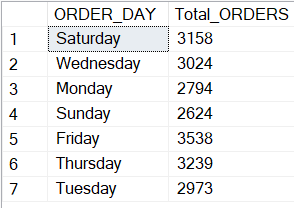 ORDER_DAY Total_ORDERS
1 Saturday 3158
2 Wednesday 3024
3 Monday 2794
4 Sunday 2624
5 Friday 3538
6 Thursday 3239
7 Tuesday 2973